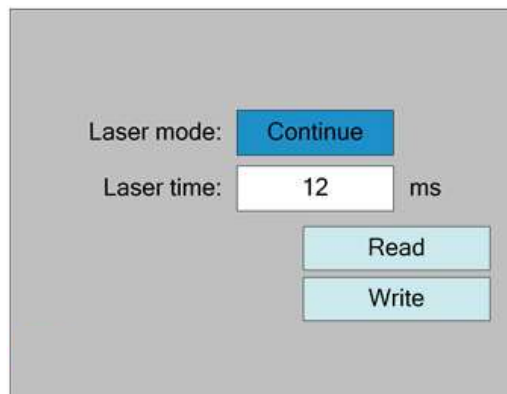 Laser mode: Continue
Laser time: 12 ms
Read
Write